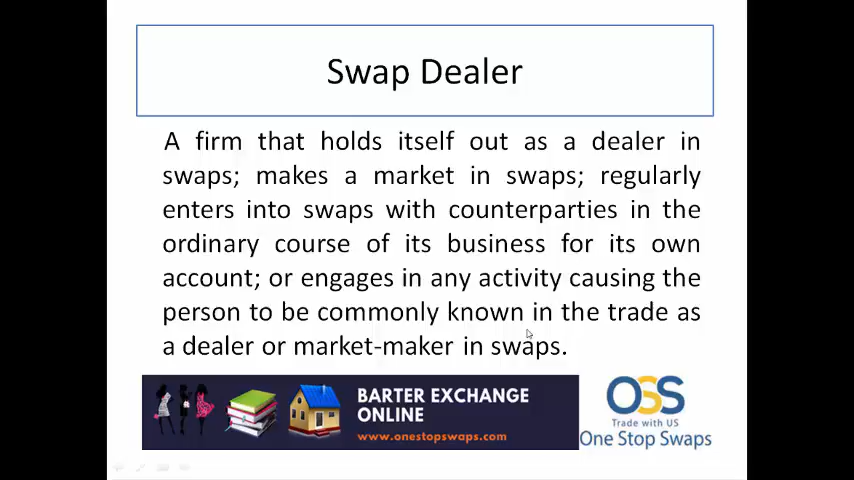 Swap Dealer
A firm that holds itself out as a dealer in
swaps; makes a market in swaps; regularly
enters into swaps with counterparties in the
ordinary course of its business for its own
account; or engages in any activity causing the
person to be commonly known in the trade as
a dealer or market-maker in swaps.
BARTER EXCHANGE
ONLINE
www.onestopswaps.com
OSS
Trade with US
One Stop Swaps